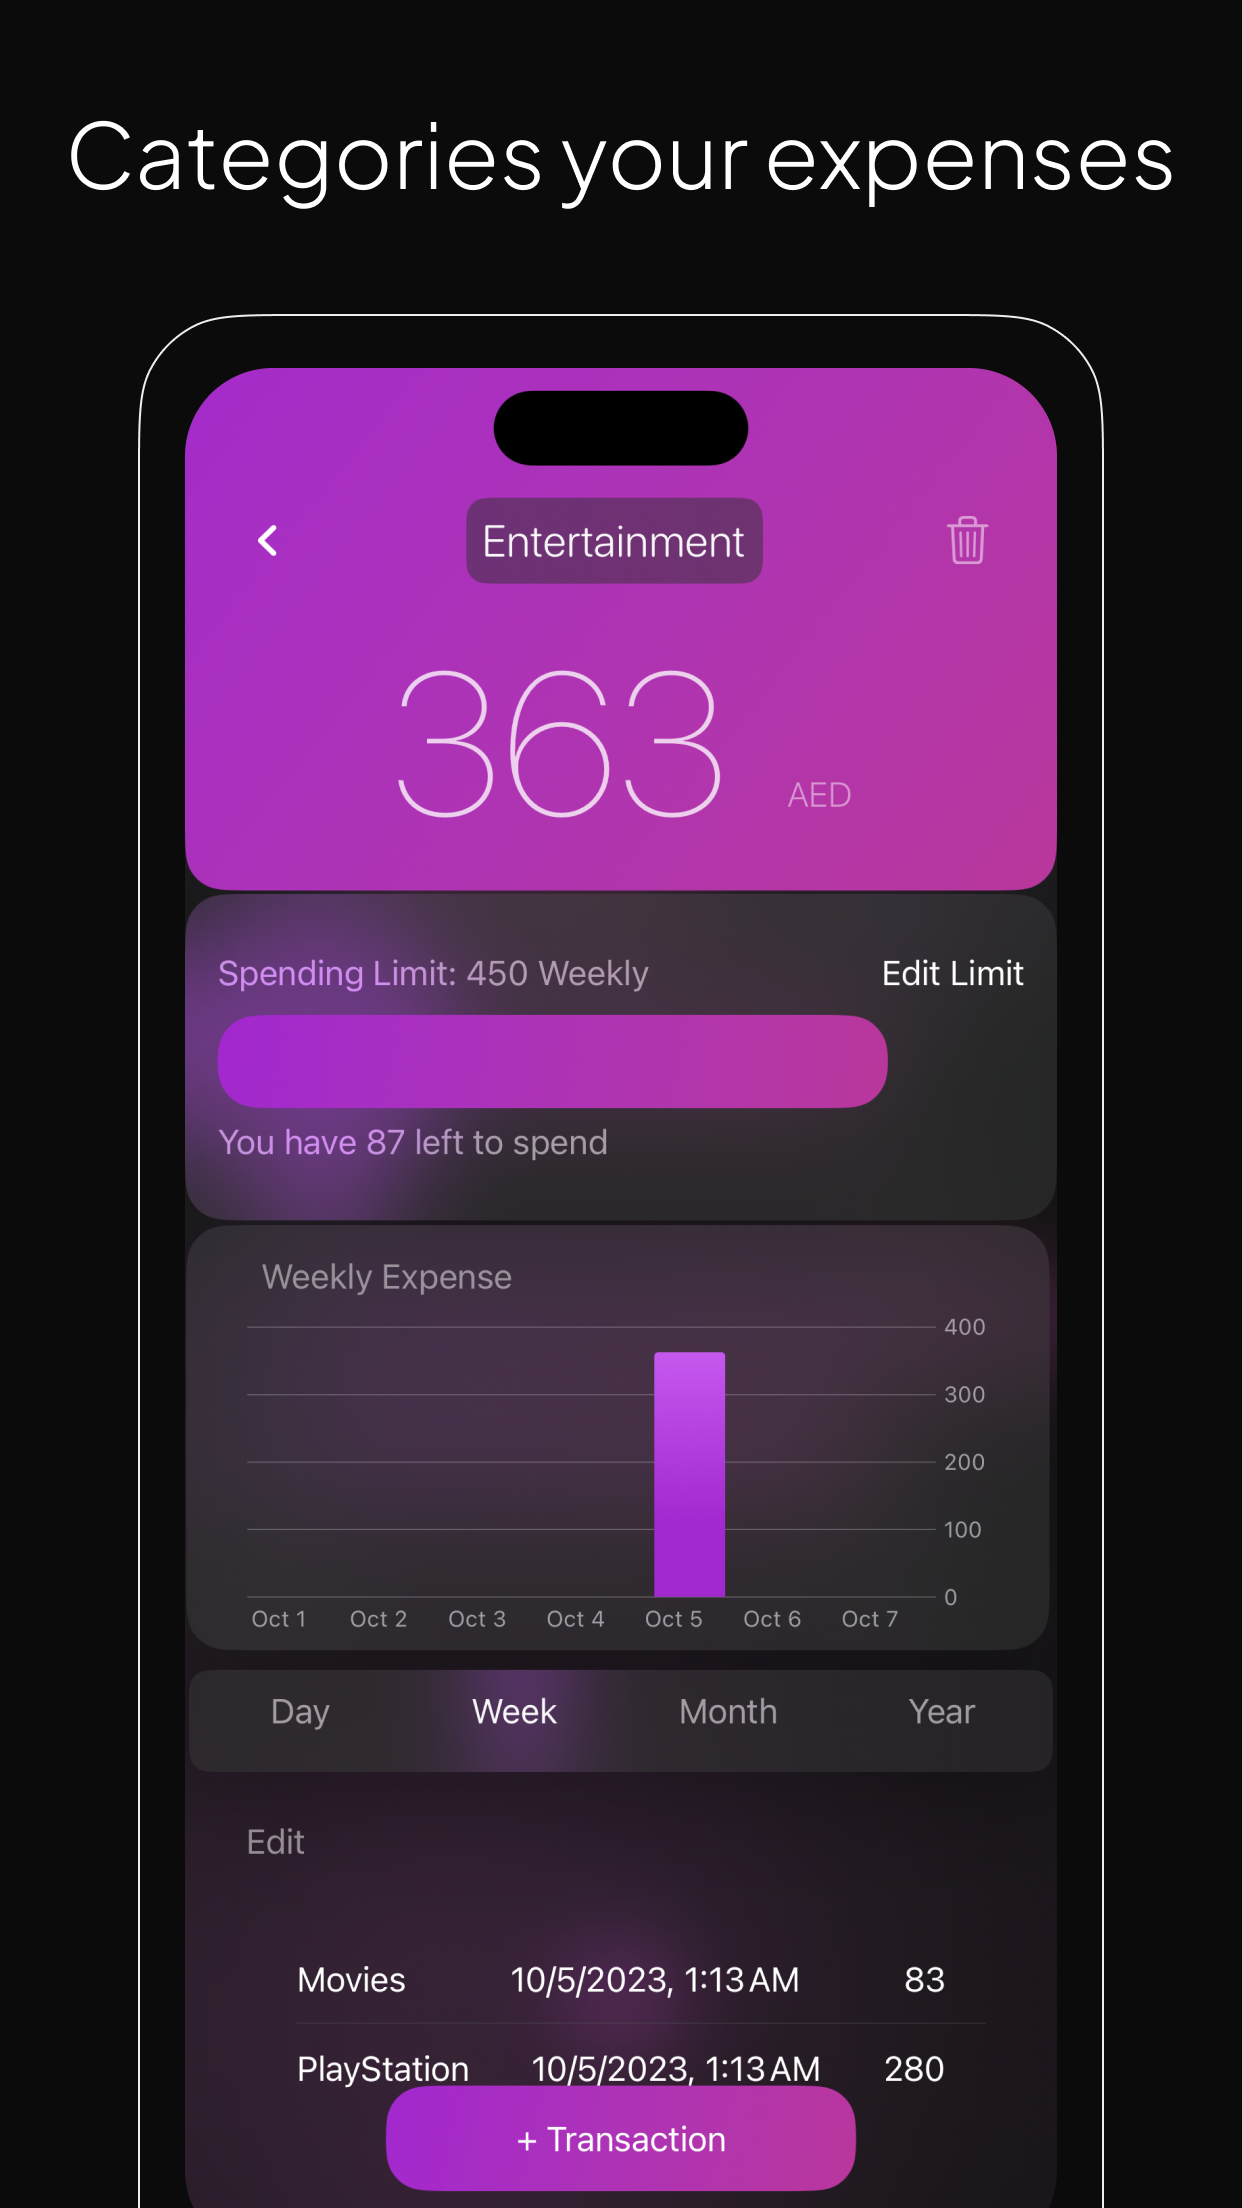 Categories your expenses
Entertainment
363 AED
Spending Limit: 450 Weekly Edit Limit
You have 87 left to spend
Weekly Expense
400
300
200
100
0
Oct 1 Oct 2 Oct 3 Oct 4 Oct 5 Oct 6 Oct 7
Day Week Month Year
Edit
Movies 10/5/2023, 1:13 AM 83
PlayStation 10/5/2023, 1:13 AM 280
+ Transaction